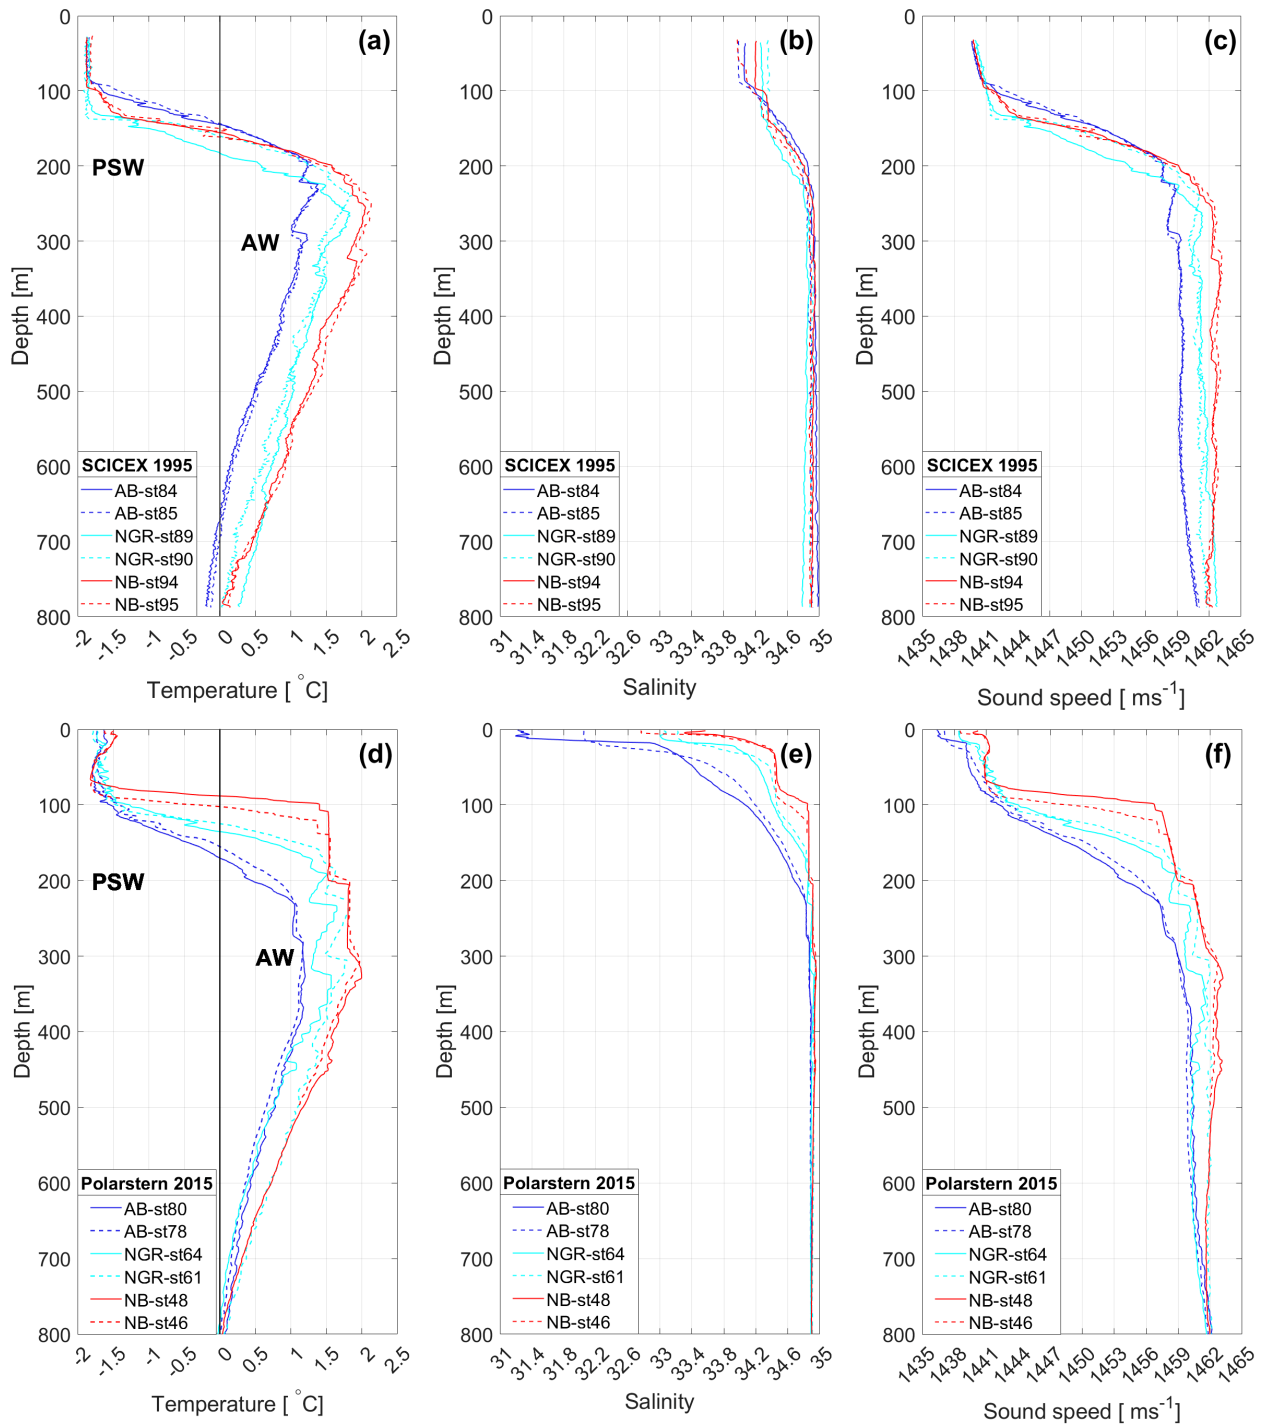 (a)
0
100
200
300
400
500
600
700
800
Depth [m]
PSW
AW
SCICEX 1995
AB-st84
AB-st85
NGR-st89
NGR-st90
NB-st94
NB-st95
-2
-1.5
-1
-0.5
0
0.5
1
1.5
2
2.5
Temperature [ °C]
(b)
0
100
200
300
400
500
600
700
800
Depth [m]
SCICEX 1995
AB-st84
AB-st85
NGR-st89
NGR-st90
NB-st94
NB-st95
31
31.4
31.8
32.2
32.6
33
33.4
33.8
34.2
34.6
35
Salinity
(c)
0
100
200
300
400
500
600
700
800
Depth [m]
SCICEX 1995
AB-st84
AB-st85
NGR-st89
NGR-st90
NB-st94
NB-st95
1435
1438
1441
1444
1447
1450
1453
1456
1459
1462
1465
Sound speed [ ms-1]
(d)
0
100
200
300
400
500
600
700
800
Depth [m]
PSW
AW
Polarstern 2015
AB-st80
AB-st78
NGR-st64
NGR-st61
NB-st48
NB-st46
-2
-1.5
-1
-0.5
0
0.5
1
1.5
2
2.5
Temperature [ °C]
(e)
0
100
200
300
400
500
600
700
800
Depth [m]
Polarstern 2015
AB-st80
AB-st78
NGR-st64
NGR-st61
NB-st48
NB-st46
31
31.4
31.8
32.2
32.6
33
33.4
33.8
34.2
34.6
35
Salinity
(f)
0
100
200
300
400
500
600
700
800
Depth [m]
Polarstern 2015
AB-st80
AB-st78
NGR-st64
NGR-st61
NB-st48
NB-st46
1435
1438
1441
1444
1447
1450
1453
1456
1459
1462
1465
Sound speed [ ms-1]